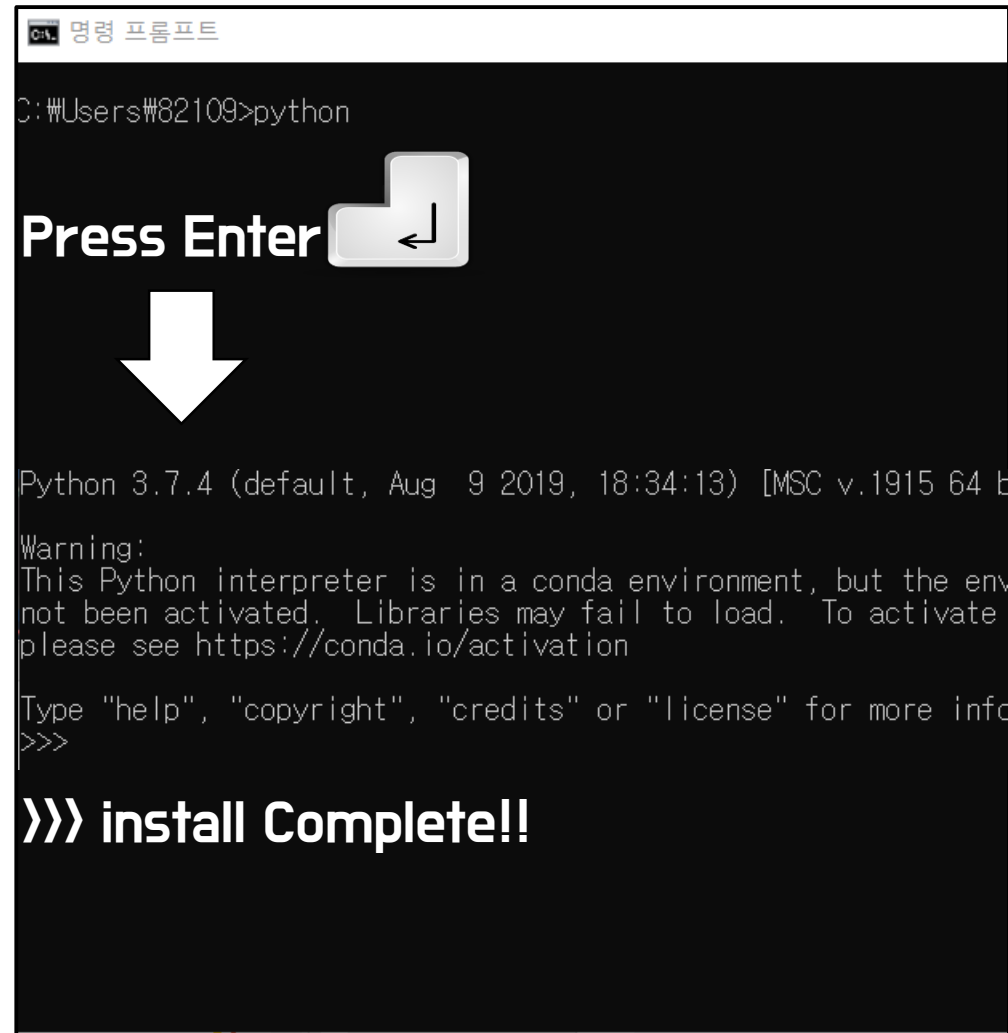 명령 프롬프트
C:₩Users₩82109>python
Press Enter
Python 3.7.4 (default, Aug  9 2019, 18:34:13) [MSC v.1915 64 b
Warning:
This Python interpreter is in a conda environment, but the env
not been activated.  Libraries may fail to load.  To activate
please see https://conda.io/activation
Type "help", "copyright", "credits" or "license" for more info
>>>
>>> install Complete!!